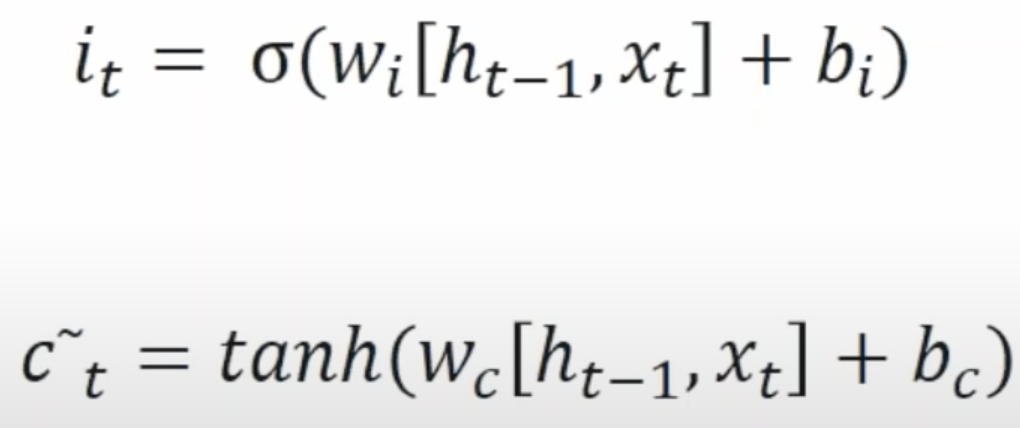 i_t = σ(w_i[h_{t−1}, x_t] + b_i)
c^~_t = tanh(w_c[h_{t−1}, x_t] + b_c)